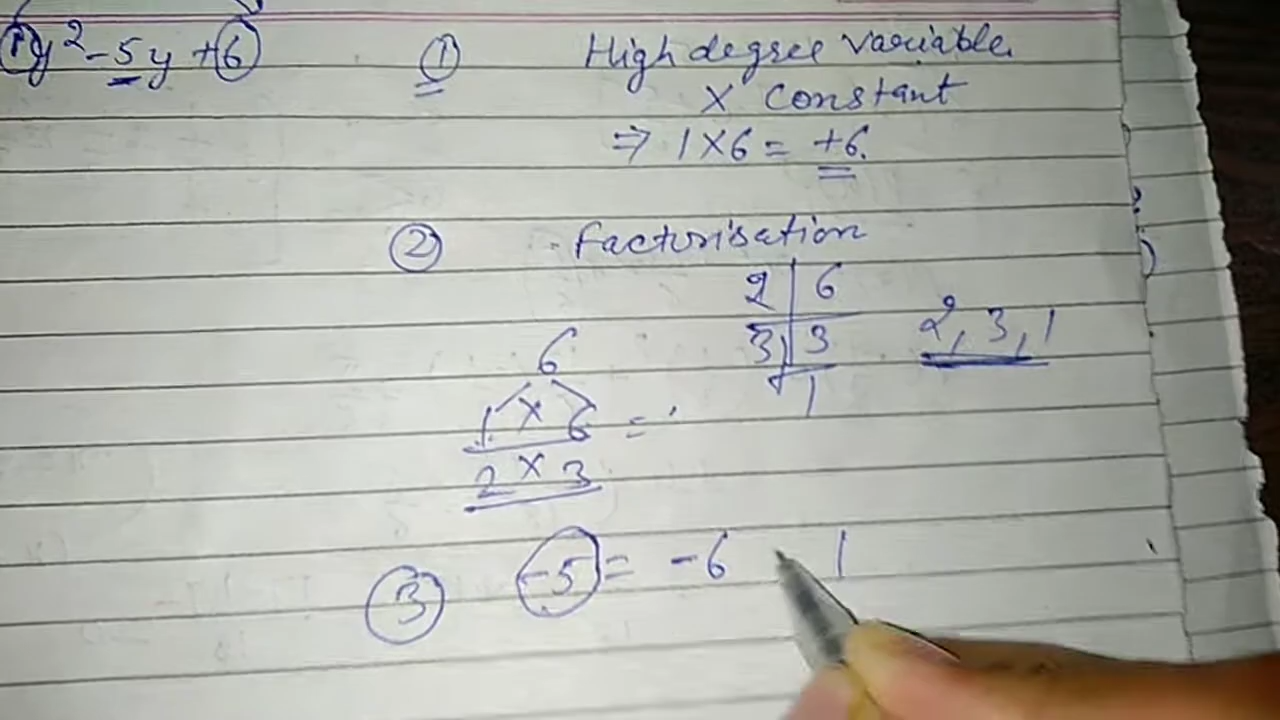 1y² - 5y + 6
① High degree variable
X Constant
⇒ 1 X 6 = +6.
② factorisation
2 | 6
3 | 3
1
2, 3, 1
6
1 X 6 =
2 X 3
③ -5 = -6 1